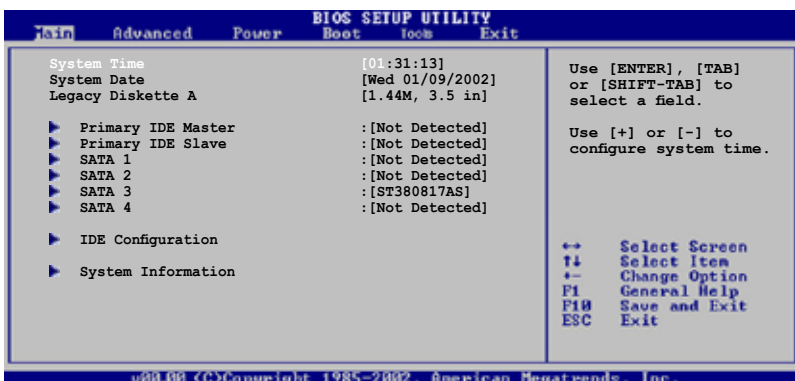 BIOS SETUP UTILITY
Main Advanced Power Boot Tools Exit
System Time [01:31:13]
System Date [Wed 01/09/2002]
Legacy Diskette A [1.44M, 3.5 in]
Primary IDE Master :[Not Detected]
Primary IDE Slave :[Not Detected]
SATA 1 :[Not Detected]
SATA 2 :[Not Detected]
SATA 3 :[ST380817AS]
SATA 4 :[Not Detected]
IDE Configuration
System Information
Use [ENTER], [TAB]
or [SHIFT-TAB] to
select a field.
Use [+] or [-] to
configure system time.
↔ Select Screen
↑↓ Select Item
+- Change Option
F1 General Help
F10 Save and Exit
ESC Exit
v00.00 (C)Copyright 1985-2002, American Megatrends, Inc.